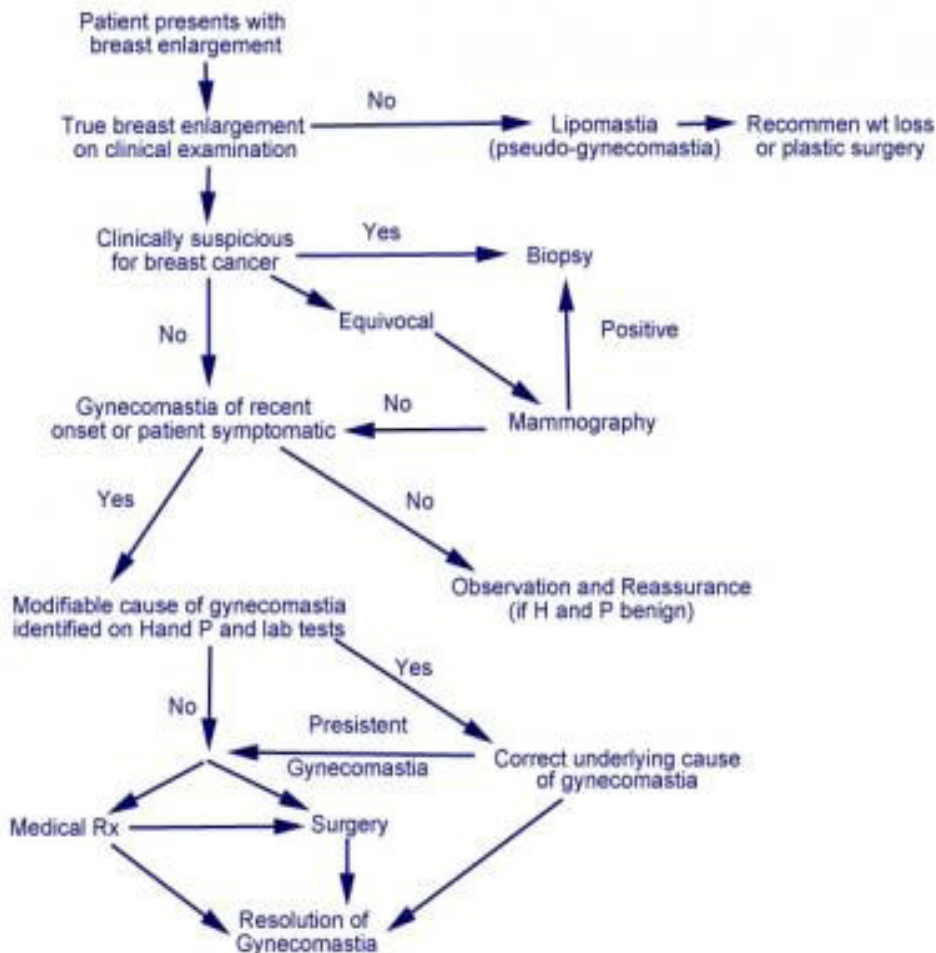 Patient presents with
breast enlargement
No
True breast enlargement
on clinical examination
Lipomastia
(pseudo-gynecomastia)
Recommen wt loss
or plastic surgery
Clinically suspicious
for breast cancer
Yes
Biopsy
Equivocal
Positive
No
Gynecomastia of recent
onset or patient symptomatic
No
Mammography
Yes
No
Observation and Reassurance
(if H and P benign)
Modifiable cause of gynecomastia
identified on Hand P and lab tests
Yes
No
Presistent
Gynecomastia
Correct underlying cause
of gynecomastia
Medical Rx
Surgery
Resolution of
Gynecomastia